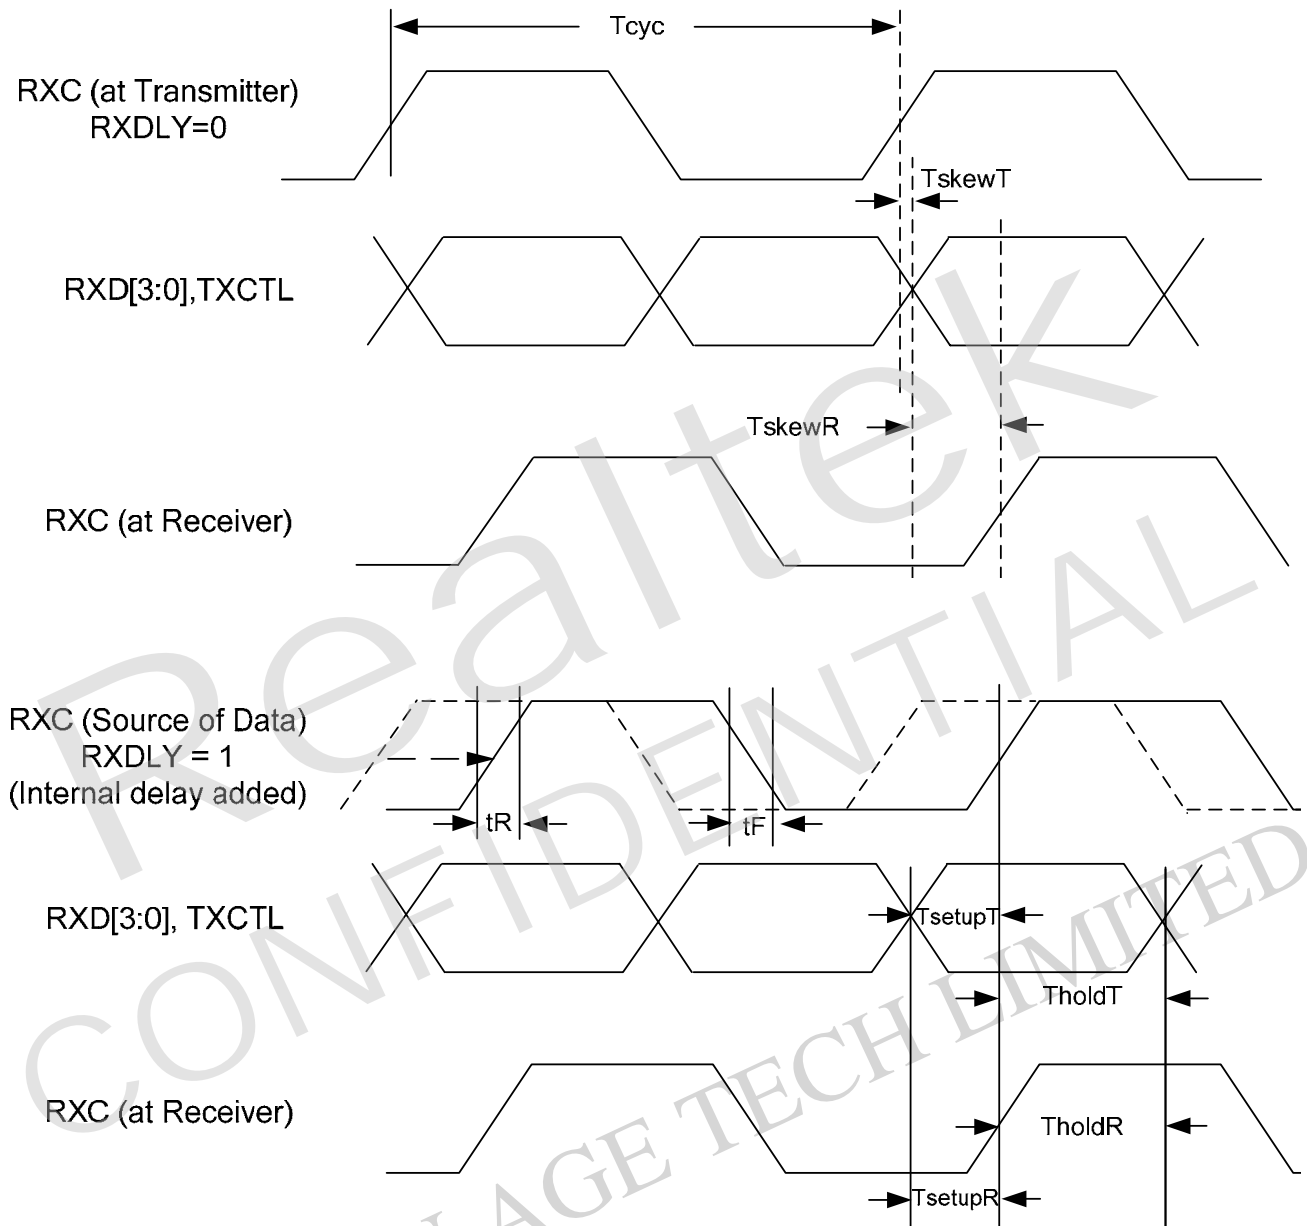 Tcyc
RXC (at Transmitter)
RXDLY=0
TskewT
RXD[3:0],TXCTL
TskewR
RXC (at Receiver)
RXC (Source of Data)
RXDLY = 1
(Internal delay added)
tR
tF
RXD[3:0], TXCTL
TsetupT
TholdT
RXC (at Receiver)
TholdR
TsetupR
Realtek
CONFIDENTIAL
TECH LIMITED